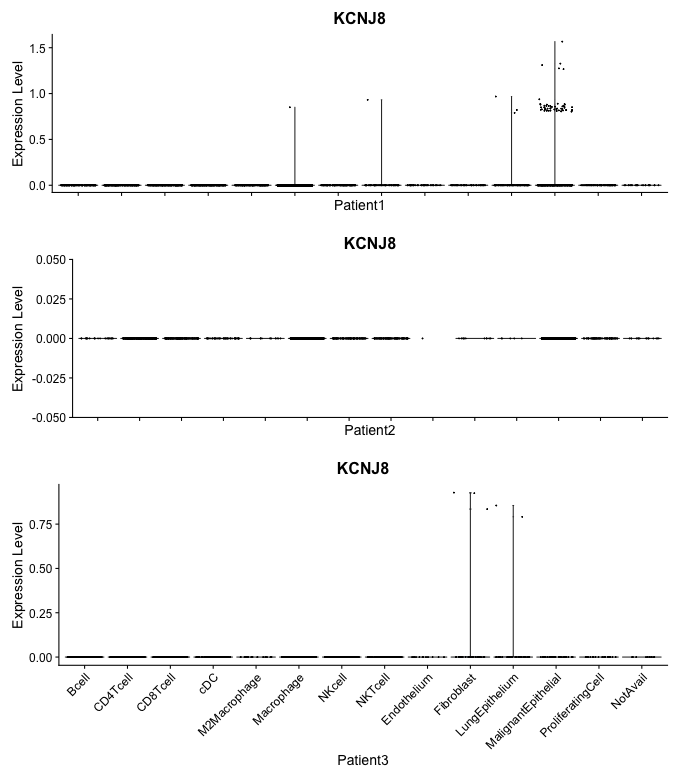 KCNJ8
Expression Level
1.5
1.0
0.5
0.0
Patient1
KCNJ8
Expression Level
0.050
0.025
0.000
-0.025
-0.050
Patient2
KCNJ8
Expression Level
0.75
0.50
0.25
0.00
Bcell
CD4Tcell
CD8Tcell
cDC
M2Macrophage
Macrophage
NKcell
NKTcell
Endothelium
Fibroblast
LungEpithelium
MalignantEpithelial
ProliferatingCell
NotAvail
Patient3